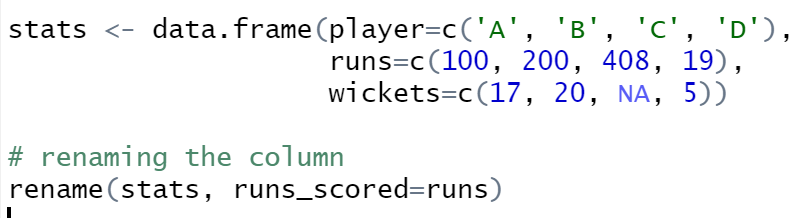 stats <- data.frame(player=c('A', 'B', 'C', 'D'),
runs=c(100, 200, 408, 19),
wickets=c(17, 20, NA, 5))
# renaming the column
rename(stats, runs_scored=runs)